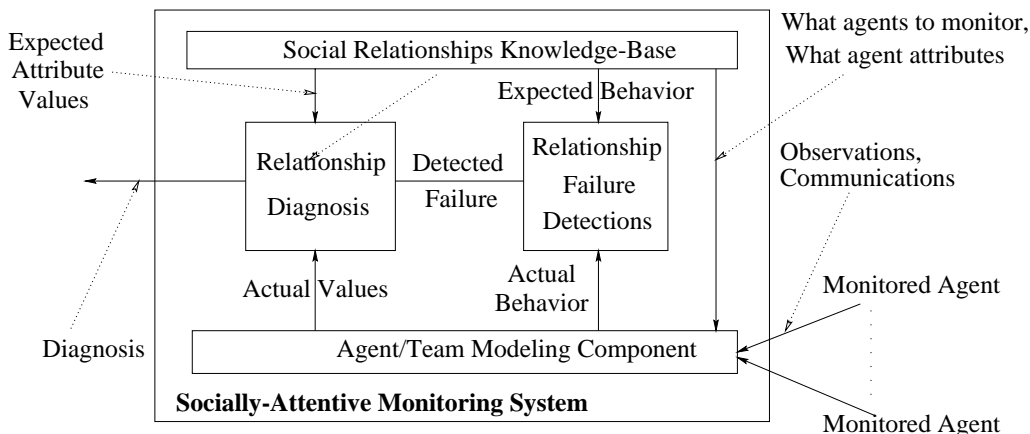 What agents to monitor,
What agent attributes
Expected
Attribute
Values
Social Relationships Knowledge-Base
Expected Behavior
Relationship
Diagnosis
Detected
Failure
Relationship
Failure
Detections
Observations,
Communications
Actual Values
Actual
Behavior
Monitored Agent
Diagnosis
Agent/Team Modeling Component
Socially-Attentive Monitoring System
Monitored Agent